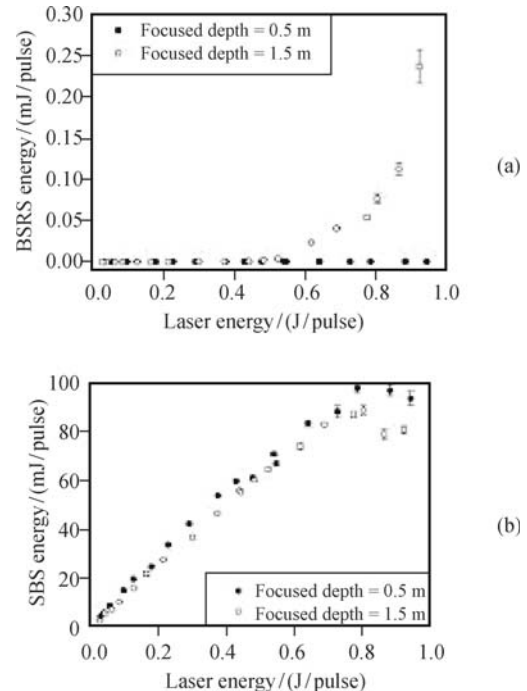 0.30
0.25
0.20
0.15
0.10
0.05
0.00
BSRS energy/(mJ/pulse)
Focused depth = 0.5 m
Focused depth = 1.5 m
0.0 0.2 0.4 0.6 0.8 1.0
Laser energy/(J/pulse)
(a)
100
80
60
40
20
0
SBS energy/(mJ/pulse)
Focused depth = 0.5 m
Focused depth = 1.5 m
0.0 0.2 0.4 0.6 0.8 1.0
Laser energy/(J/pulse)
(b)